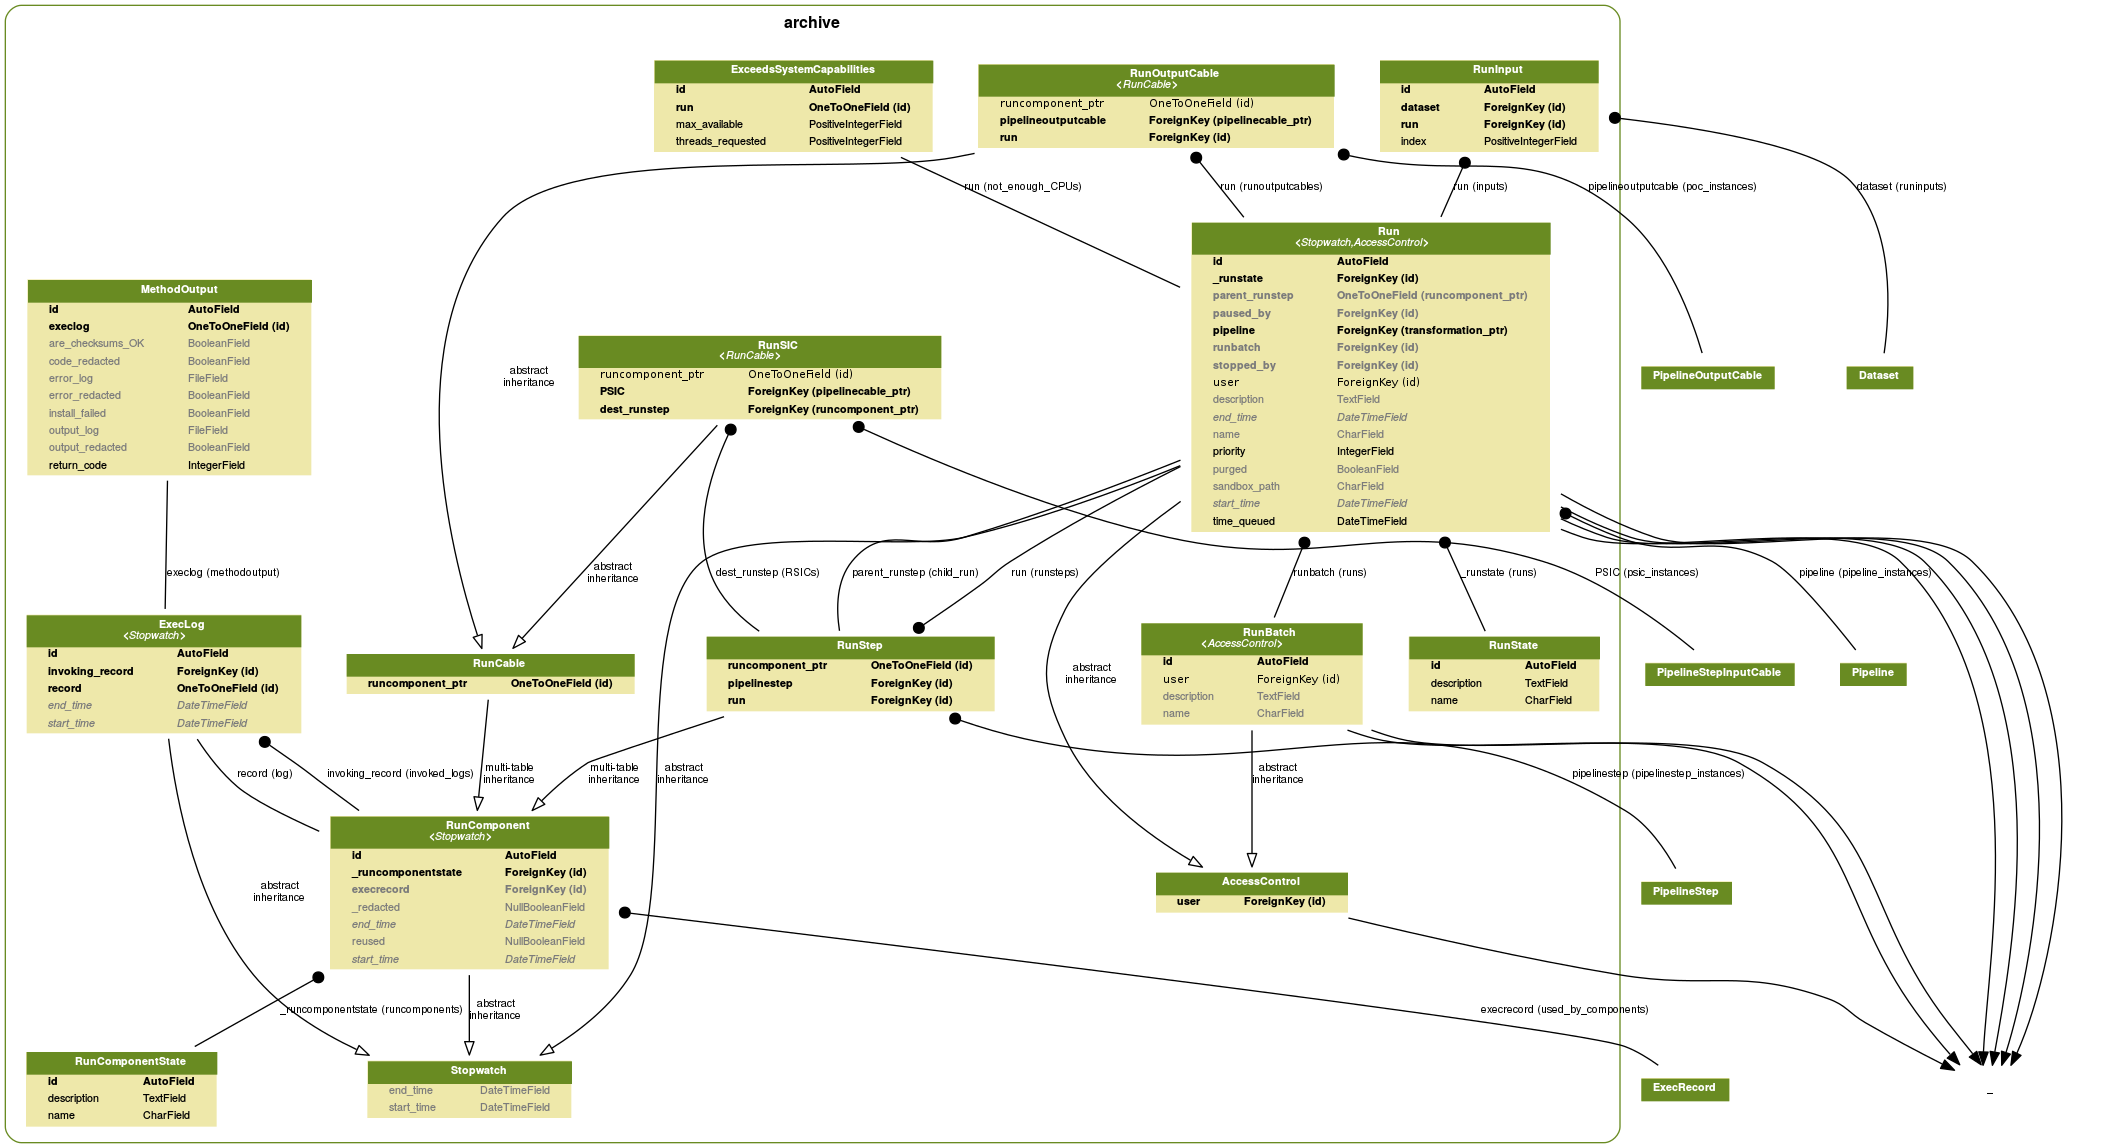 archive
ExceedsSystemCapabilities
id AutoField
run OneToOneField (id)
max_available PositiveIntegerField
threads_requested PositiveIntegerField
RunOutputCable
<RunCable>
runcomponent_ptr OneToOneField (id)
pipelineoutputcable ForeignKey (pipelinecable_ptr)
run ForeignKey (id)
RunInput
id AutoField
dataset ForeignKey (id)
run ForeignKey (id)
index PositiveIntegerField
run (not_enough_CPUs)
run (runoutputcables)
run (inputs)
pipelineoutputcable (poc_instances)
dataset (runinputs)
Run
<Stopwatch,AccessControl>
id AutoField
_runstate ForeignKey (id)
parent_runstep OneToOneField (runcomponent_ptr)
paused_by ForeignKey (id)
pipeline ForeignKey (transformation_ptr)
runbatch ForeignKey (id)
stopped_by ForeignKey (id)
user ForeignKey (id)
description TextField
end_time DateTimeField
name CharField
priority IntegerField
purged BooleanField
sandbox_path CharField
start_time DateTimeField
time_queued DateTimeField
MethodOutput
id AutoField
execlog OneToOneField (id)
are_checksums_OK BooleanField
code_redacted BooleanField
error_log FileField
error_redacted BooleanField
install_failed BooleanField
output_log FileField
output_redacted BooleanField
return_code IntegerField
RunSIC
<RunCable>
runcomponent_ptr OneToOneField (id)
PSIC ForeignKey (pipelinecable_ptr)
dest_runstep ForeignKey (runcomponent_ptr)
abstract
inheritance
PipelineOutputCable
Dataset
execlog (methodoutput)
abstract
inheritance
dest_runstep (RSICs)
parent_runstep (child_run)
run (runsteps)
runbatch (runs)
_runstate (runs)
PSIC (psic_instances)
pipeline (pipeline_instances)
ExecLog
<Stopwatch>
id AutoField
invoking_record ForeignKey (id)
record OneToOneField (id)
end_time DateTimeField
start_time DateTimeField
RunCable
runcomponent_ptr OneToOneField (id)
RunStep
runcomponent_ptr OneToOneField (id)
pipelinestep ForeignKey (id)
run ForeignKey (id)
abstract
inheritance
RunBatch
<AccessControl>
id AutoField
user ForeignKey (id)
description TextField
name CharField
RunState
id AutoField
description TextField
name CharField
PipelineStepInputCable
Pipeline
record (log)
invoking_record (invoked_logs)
multi-table
inheritance
multi-table
inheritance
abstract
inheritance
abstract
inheritance
pipelinestep (pipelinestep_instances)
RunComponent
<Stopwatch>
id AutoField
_runcomponentstate ForeignKey (id)
execrecord ForeignKey (id)
_redacted NullBooleanField
end_time DateTimeField
reused NullBooleanField
start_time DateTimeField
abstract
inheritance
AccessControl
user ForeignKey (id)
PipelineStep
_runcomponentstate (runcomponents)
abstract
inheritance
execrecord (used_by_components)
RunComponentState
id AutoField
description TextField
name CharField
Stopwatch
end_time DateTimeField
start_time DateTimeField
ExecRecord
_